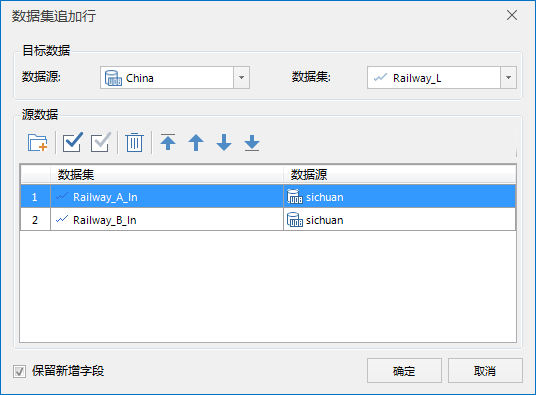 数据集追加行
目标数据
数据源: China 数据集: Railway_L
源数据
数据集 数据源
1 Railway_A_In sichuan
2 Railway_B_In sichuan
保留新增字段 确定 取消